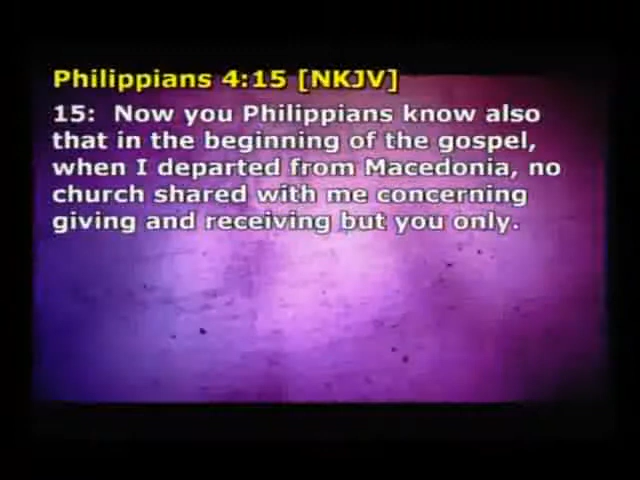 Philippians 4:15 [NKJV]
15:  Now you Philippians know also
that in the beginning of the gospel,
when I departed from Macedonia, no
church shared with me concerning
giving and receiving but you only.